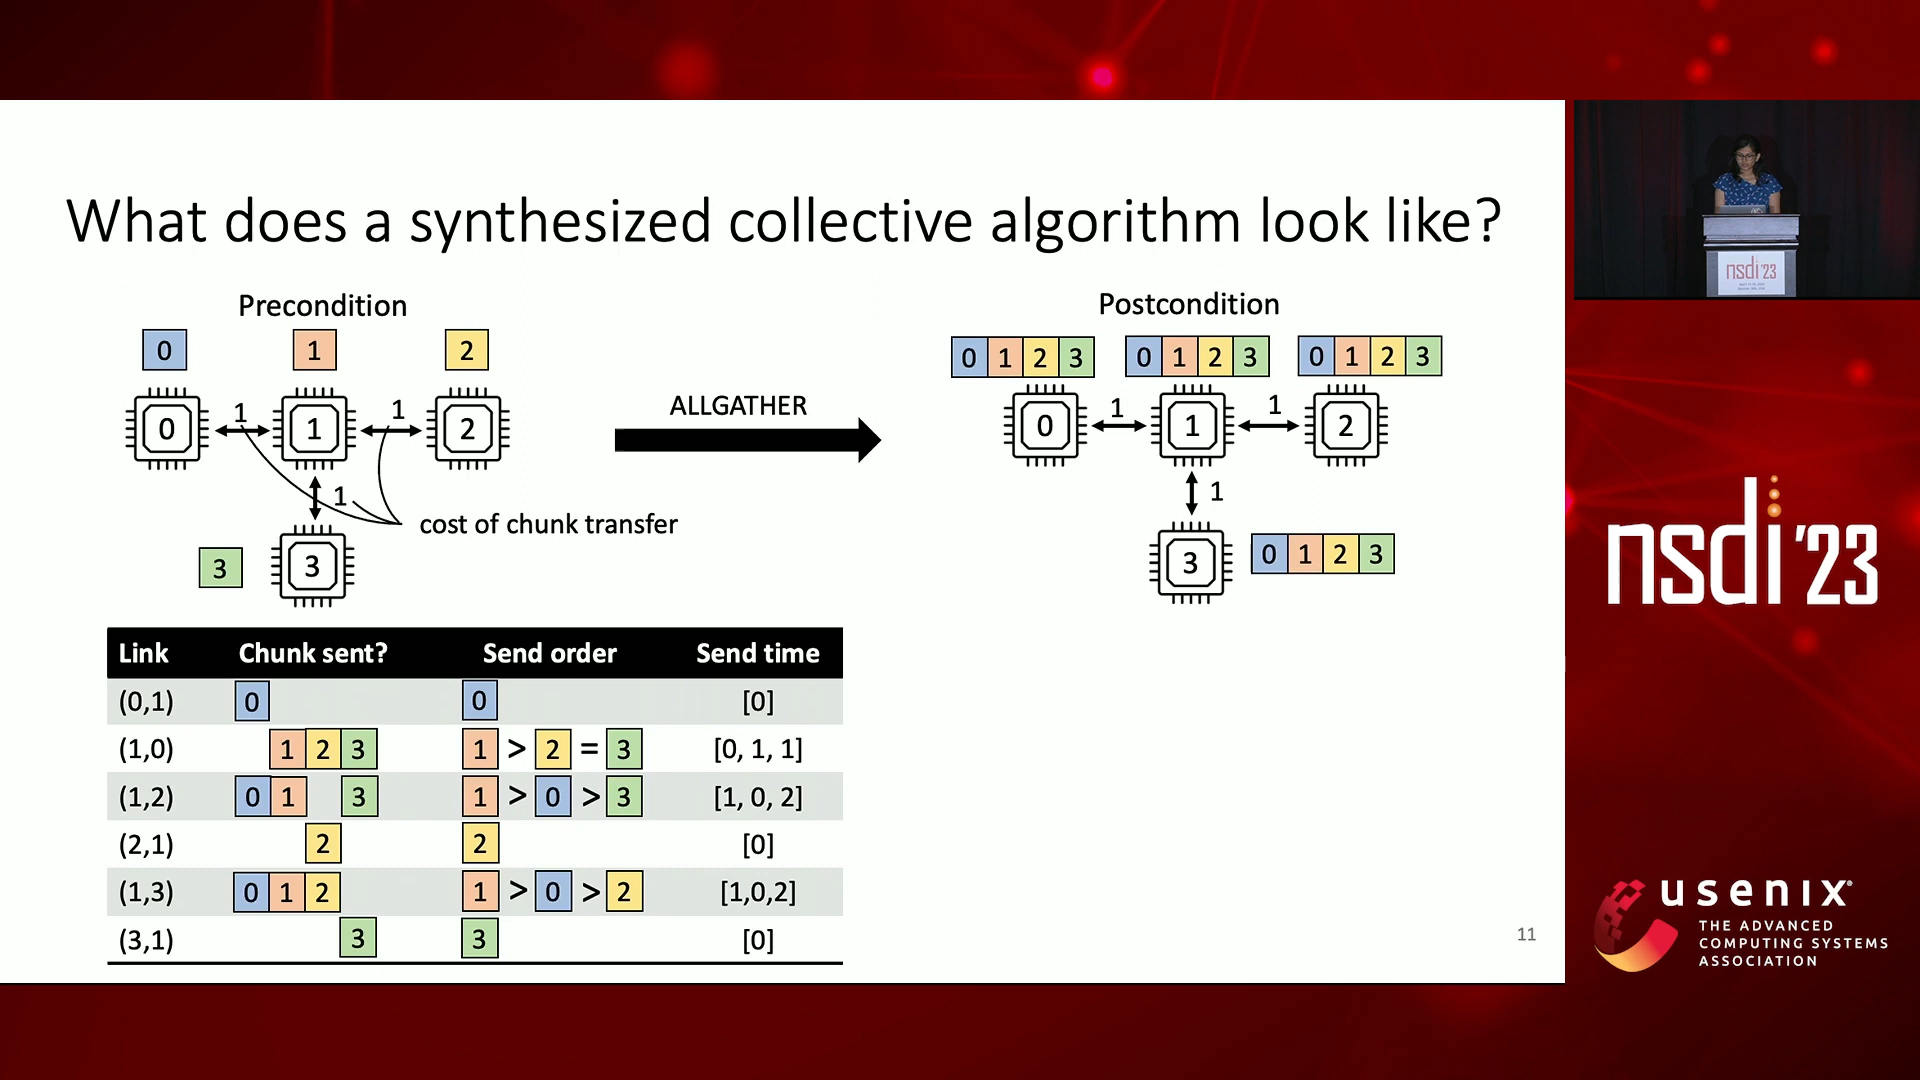 What does a synthesized collective algorithm look like?
Precondition
0 1 2
0 1 1 1 2
1
cost of chunk transfer
3 3
ALLGATHER
Postcondition
0 1 2 3 0 1 2 3 0 1 2 3
0 1 1 1 2
1
3 0 1 2 3
Link Chunk sent? Send order Send time
(0,1) 0 0 [0]
(1,0) 1 2 3 1 > 2 = 3 [0, 1, 1]
(1,2) 0 1 3 1 > 0 > 3 [1, 0, 2]
(2,1) 2 2 [0]
(1,3) 0 1 2 1 > 0 > 2 [1,0,2]
(3,1) 3 3 [0]
11
nsdi '23
nsdi '23
usenix®
THE ADVANCED
COMPUTING SYSTEMS
ASSOCIATION